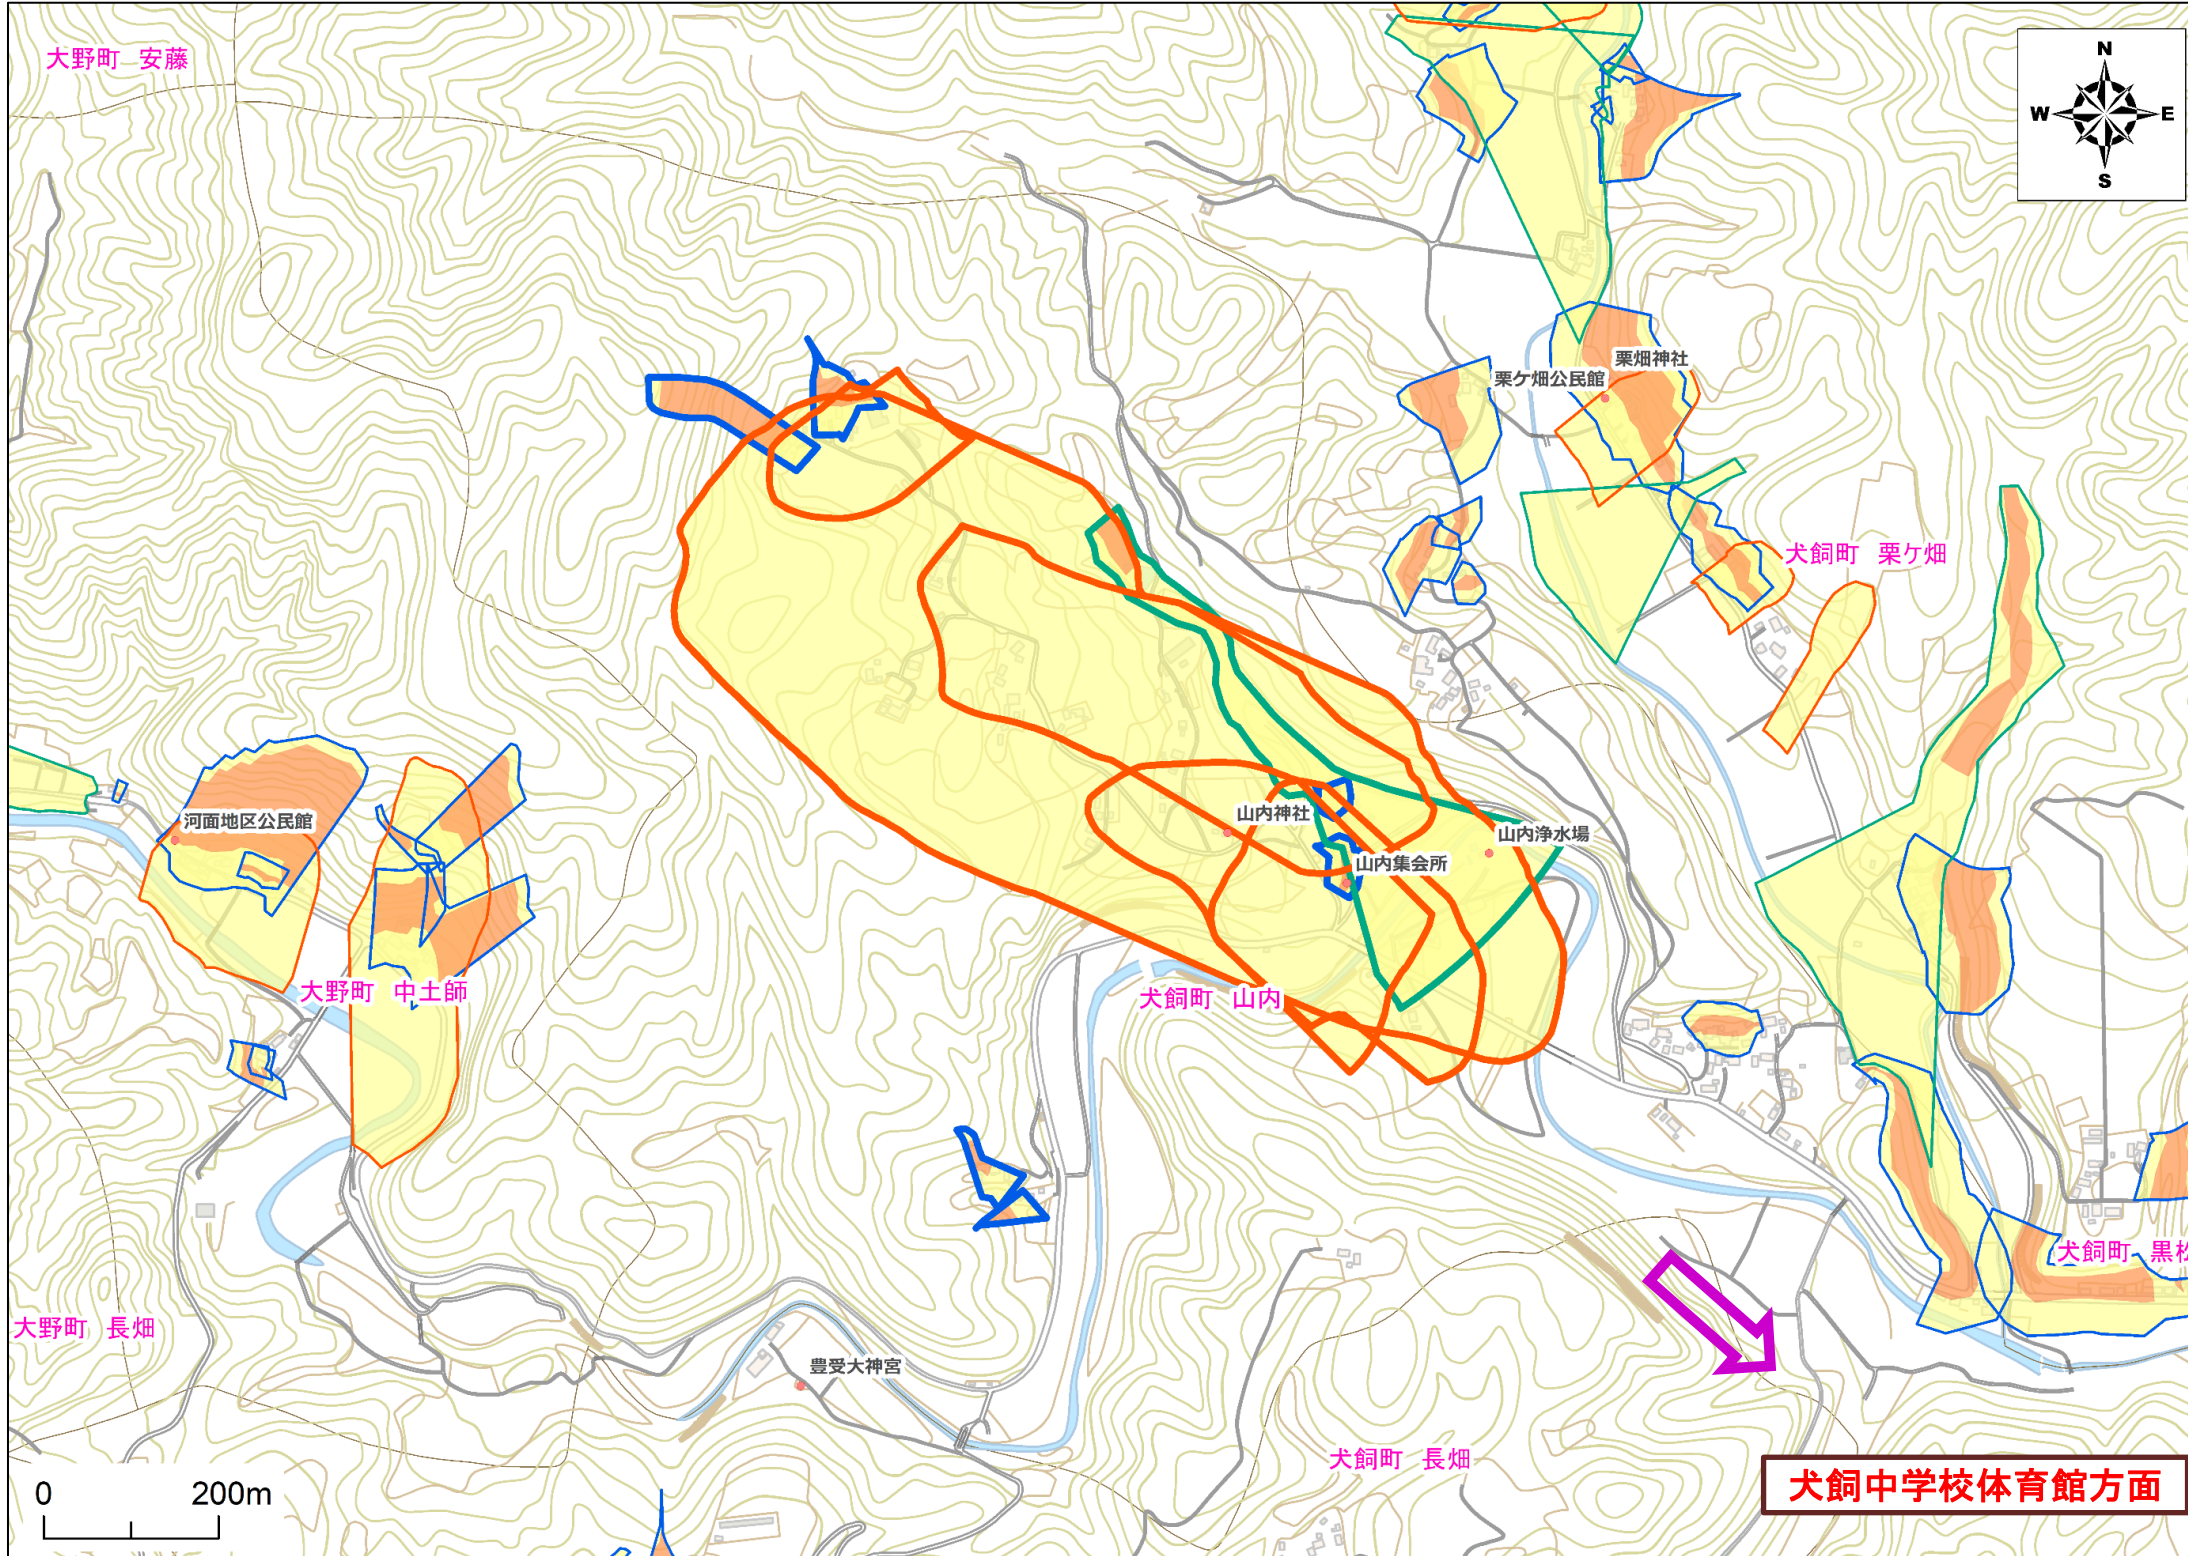 大野町 安藤
N
W E
S
栗畑神社
栗ケ畑公民館
犬飼町 栗ケ畑
河面地区公民館
山内神社
山内浄水場
山内集会所
大野町 中土師
犬飼町 山内
犬飼町 黒松
大野町 長畑
豊受大神宮
犬飼町 長畑
犬飼中学校体育館方面
0 200m